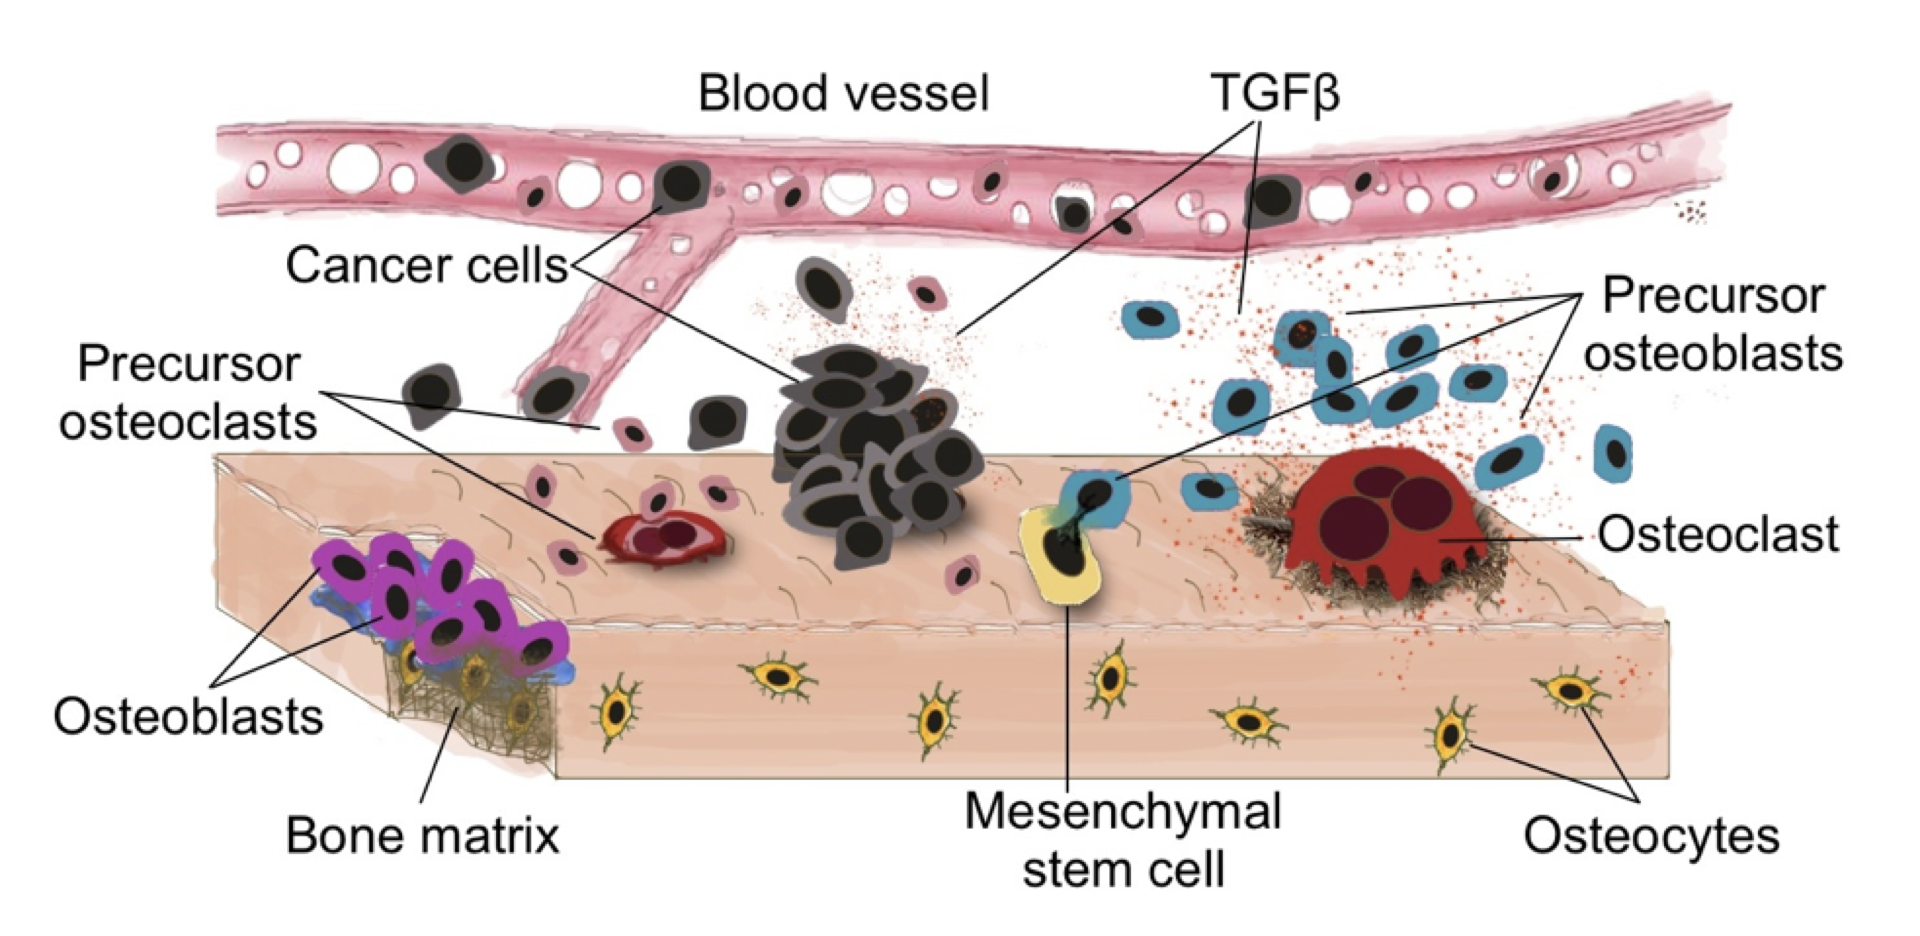 Blood vessel
TGFβ
Cancer cells
Precursor
osteoblasts
Precursor
osteoclasts
Osteoclast
Osteoblasts
Bone matrix
Mesenchymal
stem cell
Osteocytes